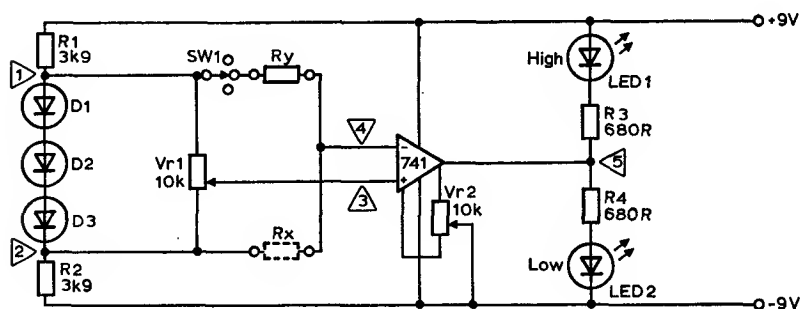 +9V
R1
3k9
SW1
Ry
High
LED1
1
D1
4
R3
680R
D2
Vr1
10k
−
741
+
5
3
Vr2
10k
R4
680R
D3
Rx
2
Low
R2
3k9
LED2
-9V